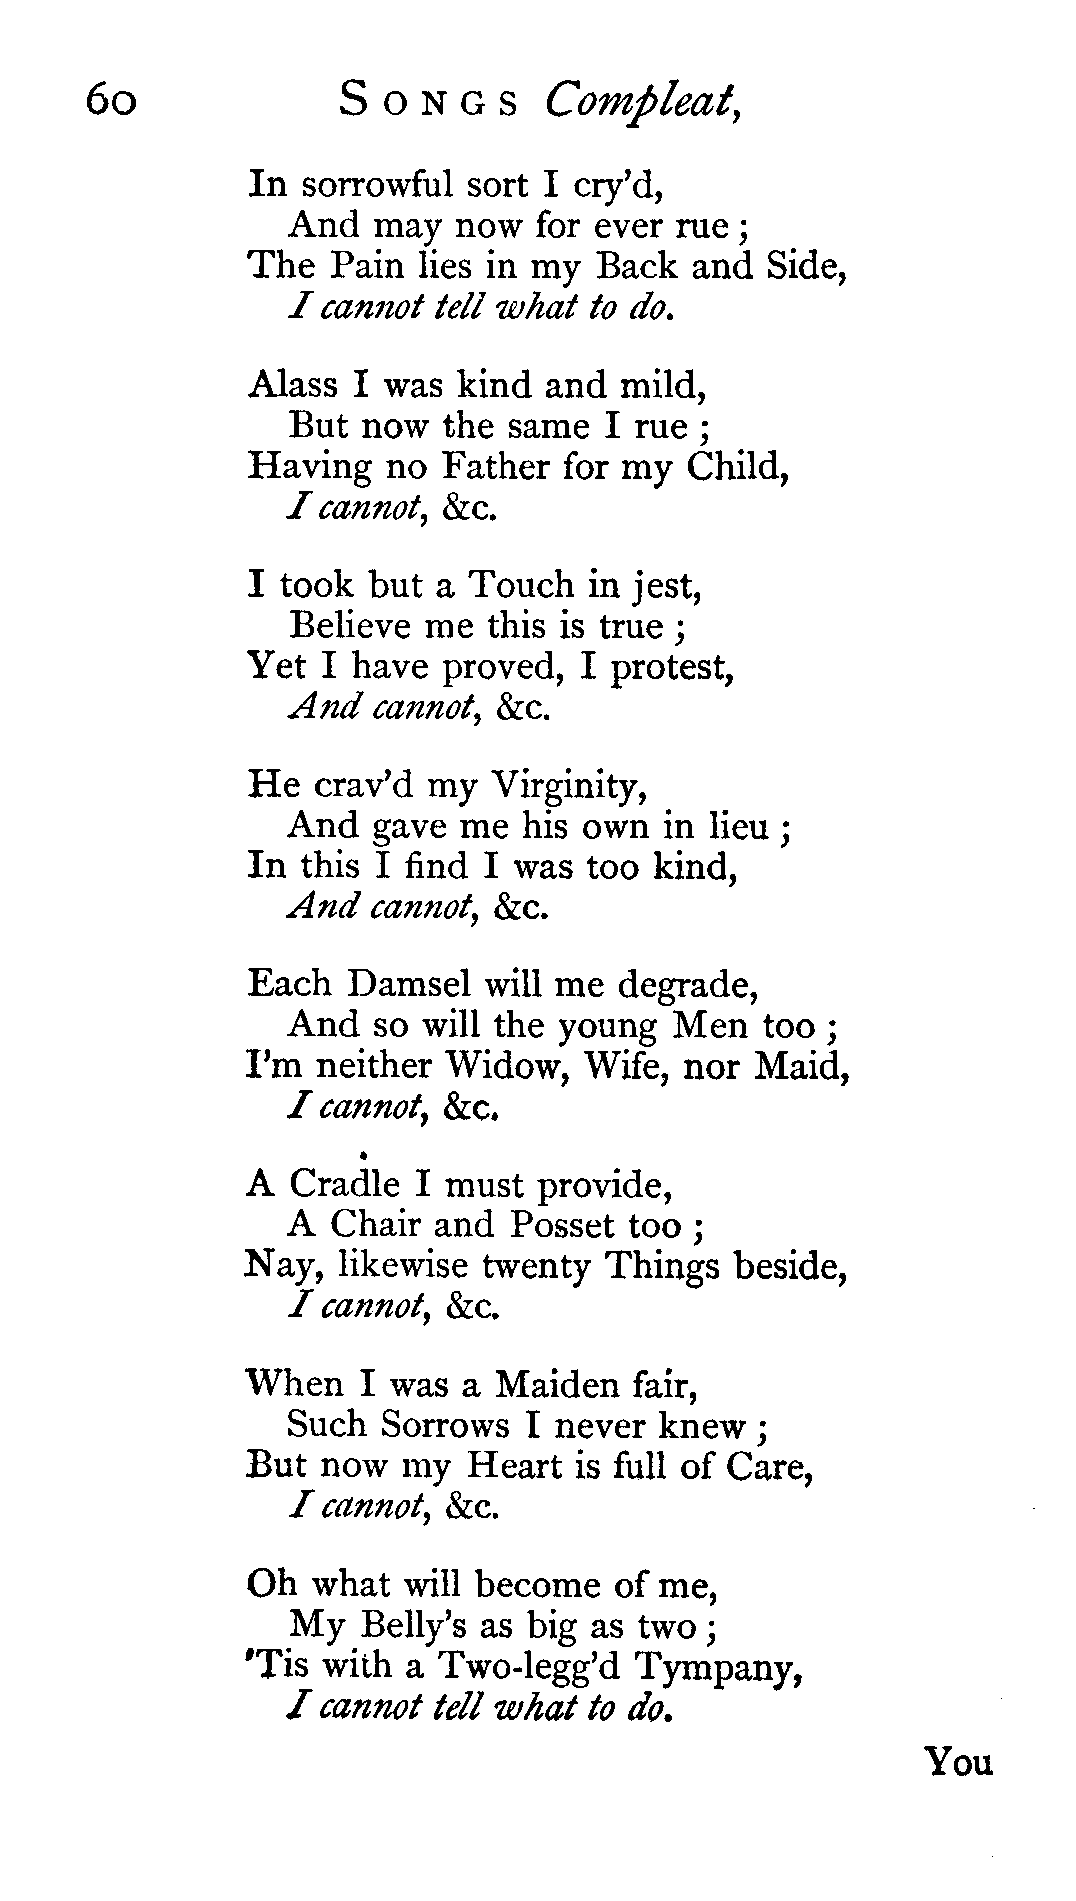 60 SONGS Compleat,
In sorrowful sort I cry'd,
And may now for ever rue ;
The Pain lies in my Back and Side,
I cannot tell what to do.
Alass I was kind and mild,
But now the same I rue ;
Having no Father for my Child,
I cannot, &c.
I took but a Touch in jest,
Believe me this is true ;
Yet I have proved, I protest,
And cannot, &c.
He crav'd my Virginity,
And gave me his own in lieu ;
In this I find I was too kind,
And cannot, &c.
Each Damsel will me degrade,
And so will the young Men too ;
I'm neither Widow, Wife, nor Maid,
I cannot, &c.
A Cradle I must provide,
A Chair and Posset too ;
Nay, likewise twenty Things beside,
I cannot, &c.
When I was a Maiden fair,
Such Sorrows I never knew ;
But now my Heart is full of Care,
I cannot, &c.
Oh what will become of me,
My Belly's as big as two ;
'Tis with a Two-legg'd Tympany,
I cannot tell what to do.
You